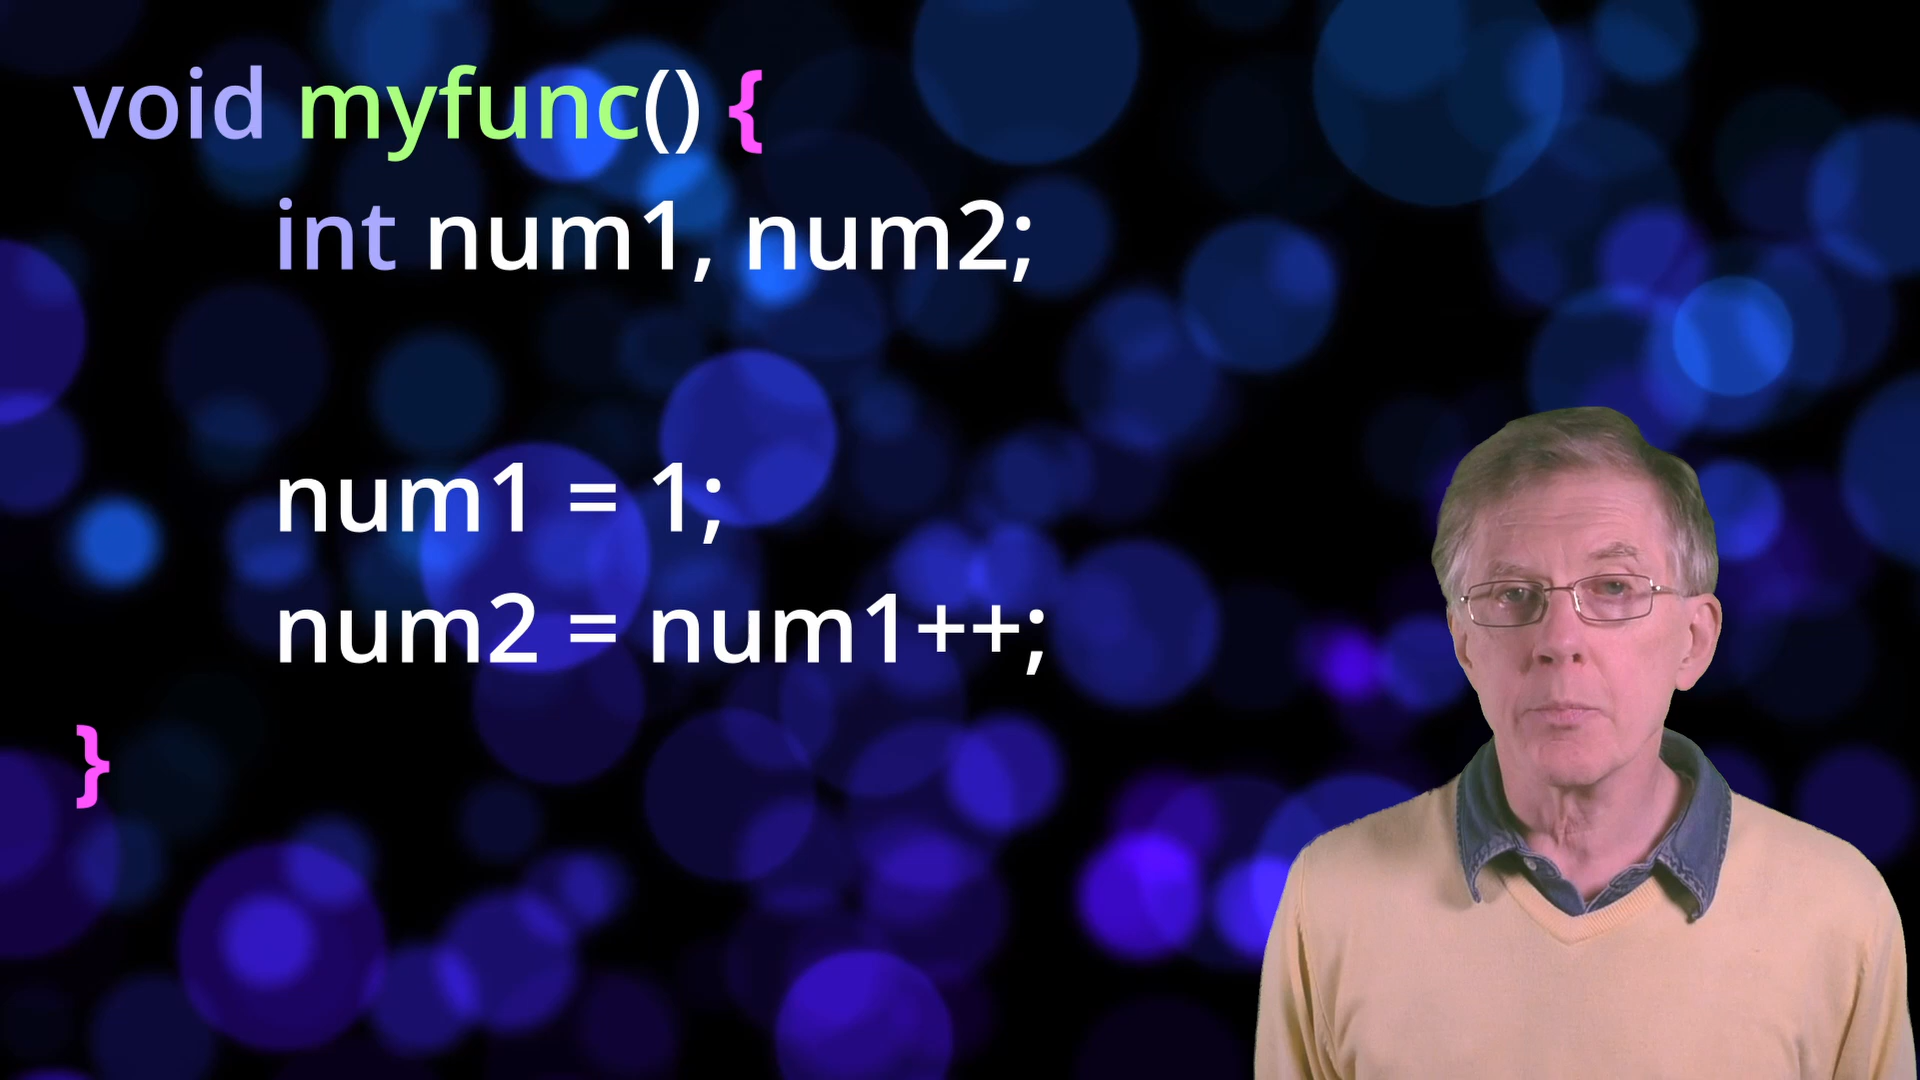 void myfunc() {
int num1, num2;
num1 = 1;
num2 = num1++;
}